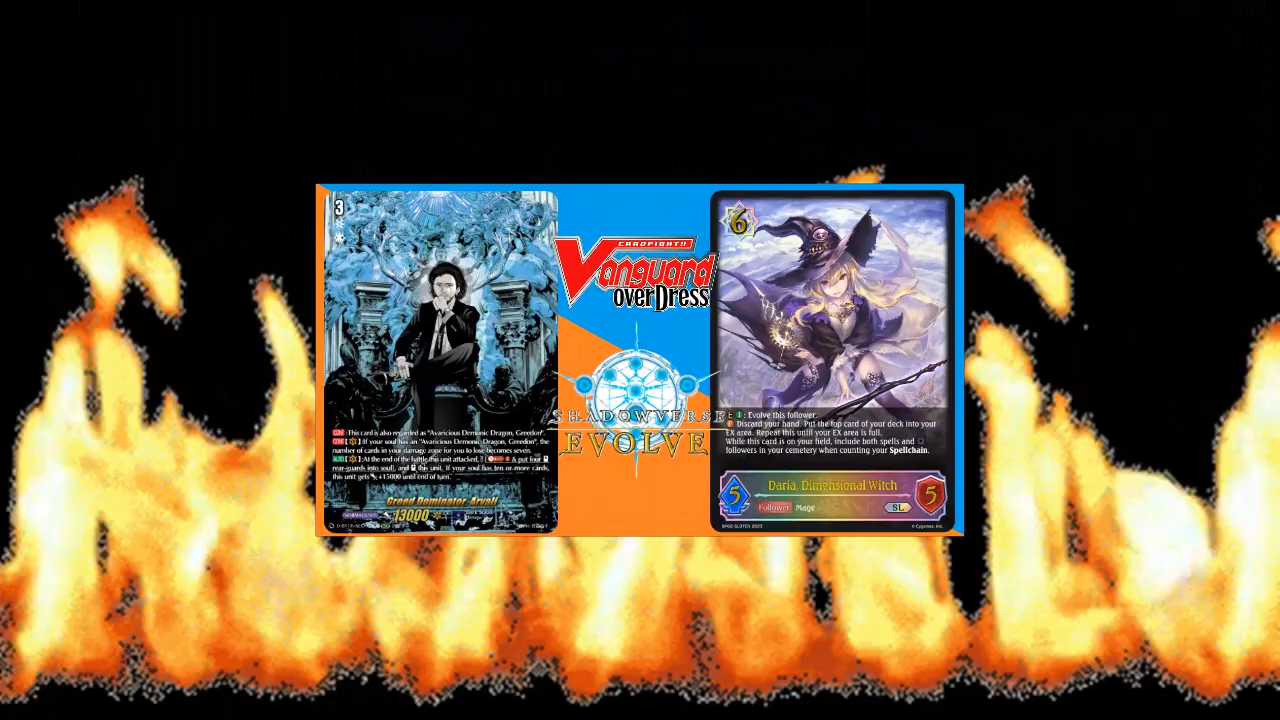 3
CONT :This card is also regarded as "Avaricious Demonic Dragon, Greedon".
CONT【 】:If your soul has an "Avaricious Demonic Dragon, Greedon", the
number of cards in your damage zone for you to lose becomes seven.
AUTO【 】:At the end of the battle this unit attacked, [ & put four
rear-guards into soul], and this unit. If your soul has ten or more cards,
this unit gets +15000 until end of turn.
Greed Dominator, Aryali
13000
CARDFIGHT!!
Vanguard
overDress
SHADOWVERSE
EVOLVE
6
: Evolve this follower.
Discard your hand. Put the top card of your deck into your
EX area. Repeat this until your EX area is full.
While this card is on your field, include both spells and
followers in your cemetery when counting your Spellchain.
Daria, Dimensional Witch
5
Follower Mage
SL
5
© Cygames, Inc.